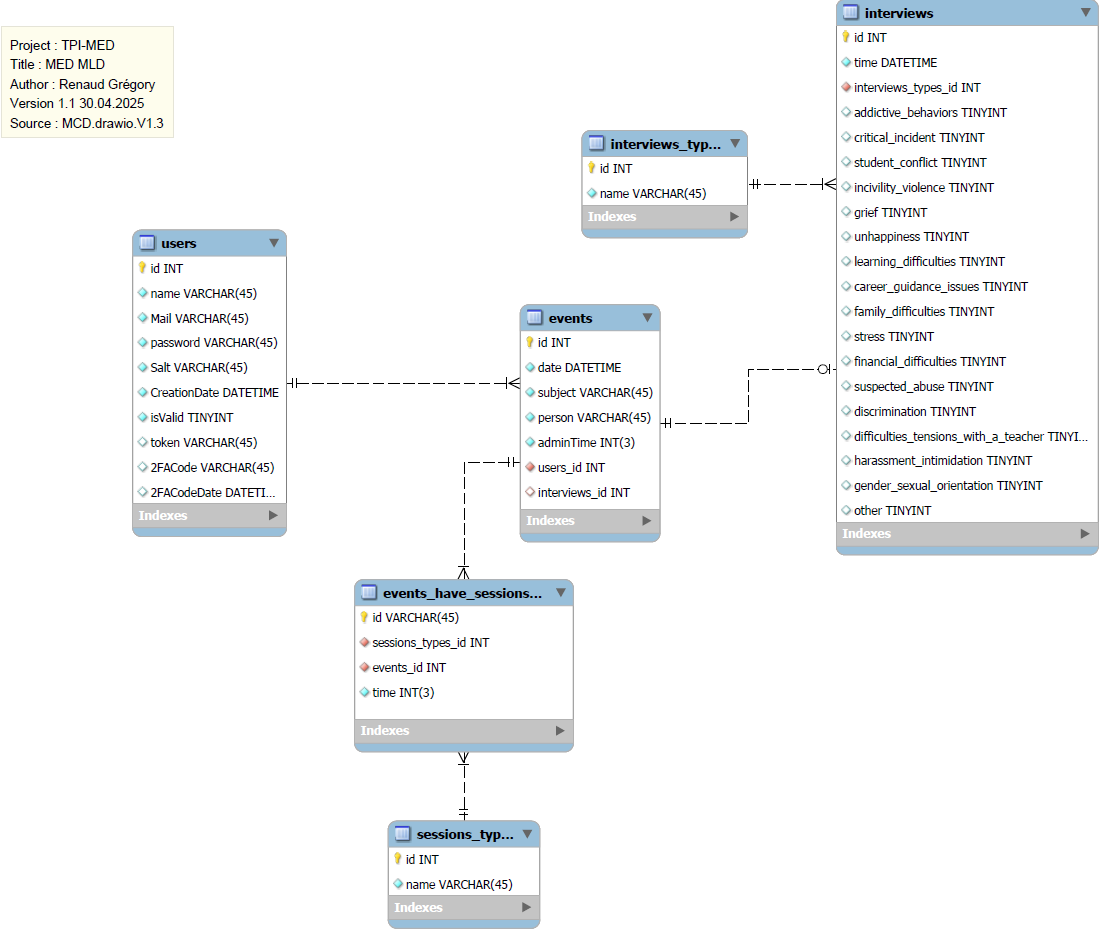 Project : TPI-MED
Title : MED MLD
Author : Renaud Grégory
Version 1.1 30.04.2025
Source : MCD.drawio.V1.3
interviews
id INT
time DATETIME
interviews_types_id INT
addictive_behaviors TINYINT
critical_incident TINYINT
student_conflict TINYINT
incivility_violence TINYINT
grief TINYINT
unhappiness TINYINT
learning_difficulties TINYINT
career_guidance_issues TINYINT
family_difficulties TINYINT
stress TINYINT
financial_difficulties TINYINT
suspected_abuse TINYINT
discrimination TINYINT
difficulties_tensions_with_a_teacher TINYI...
harassment_intimidation TINYINT
gender_sexual_orientation TINYINT
other TINYINT
Indexes
interviews_typ...
id INT
name VARCHAR(45)
Indexes
users
id INT
name VARCHAR(45)
Mail VARCHAR(45)
password VARCHAR(45)
Salt VARCHAR(45)
CreationDate DATETIME
isValid TINYINT
token VARCHAR(45)
2FACode VARCHAR(45)
2FACodeDate DATETI...
Indexes
events
id INT
date DATETIME
subject VARCHAR(45)
person VARCHAR(45)
adminTime INT(3)
users_id INT
interviews_id INT
Indexes
events_have_sessions...
id VARCHAR(45)
sessions_types_id INT
events_id INT
time INT(3)
Indexes
sessions_typ...
id INT
name VARCHAR(45)
Indexes